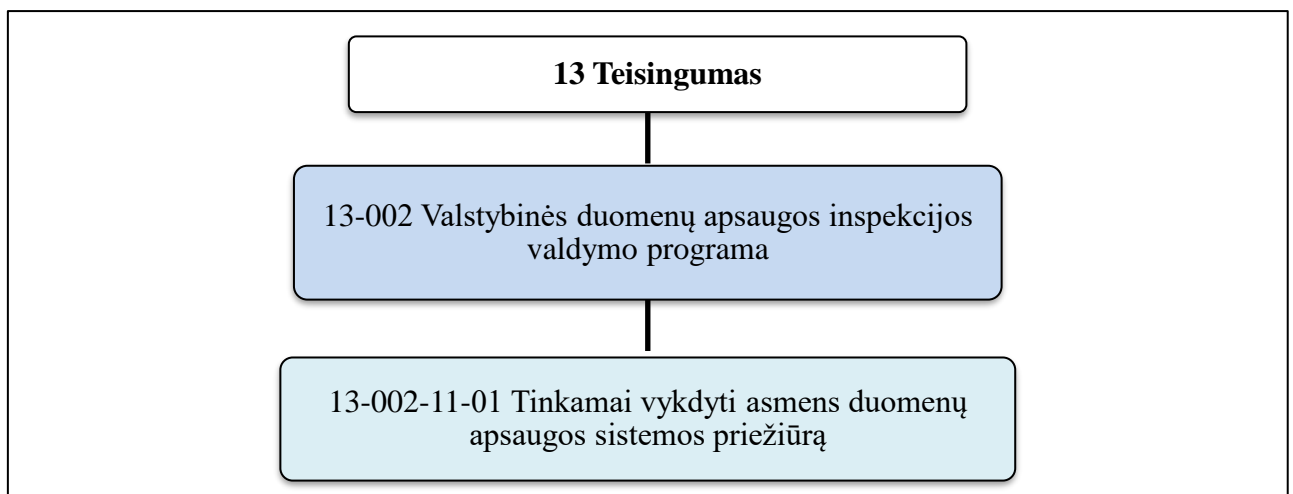 13 Teisingumas
13-002 Valstybinės duomenų apsaugos inspekcijos
valdymo programa
13-002-11-01 Tinkamai vykdyti asmens duomenų
apsaugos sistemos priežiūrą